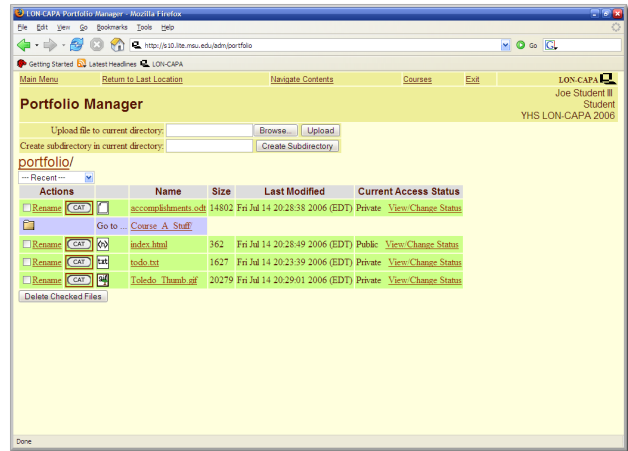 LON-CAPA Portfolio Manager - Mozilla Firefox
File Edit View Go Bookmarks Tools Help
http://s10.lite.msu.edu/adm/portfolio Go
Getting Started Latest Headlines LON-CAPA
Main Menu Return to Last Location Navigate Contents Courses Exit LON-CAPA
Joe Student III
Portfolio Manager Student
YHS LON-CAPA 2006
Upload file to current directory: Browse... Upload
Create subdirectory in current directory: Create Subdirectory
portfolio/
--- Recent ---
Actions Name Size Last Modified Current Access Status
Rename CAT accomplishments.odt 14802 Fri Jul 14 20:28:38 2006 (EDT) Private View/Change Status
Go to ... Course_A_Stuff/
Rename CAT index.html 362 Fri Jul 14 20:28:49 2006 (EDT) Public View/Change Status
Rename CAT txt todo.txt 1627 Fri Jul 14 20:23:39 2006 (EDT) Private View/Change Status
Rename CAT gif Toledo_Thumb.gif 20279 Fri Jul 14 20:29:01 2006 (EDT) Private View/Change Status
Delete Checked Files
Done